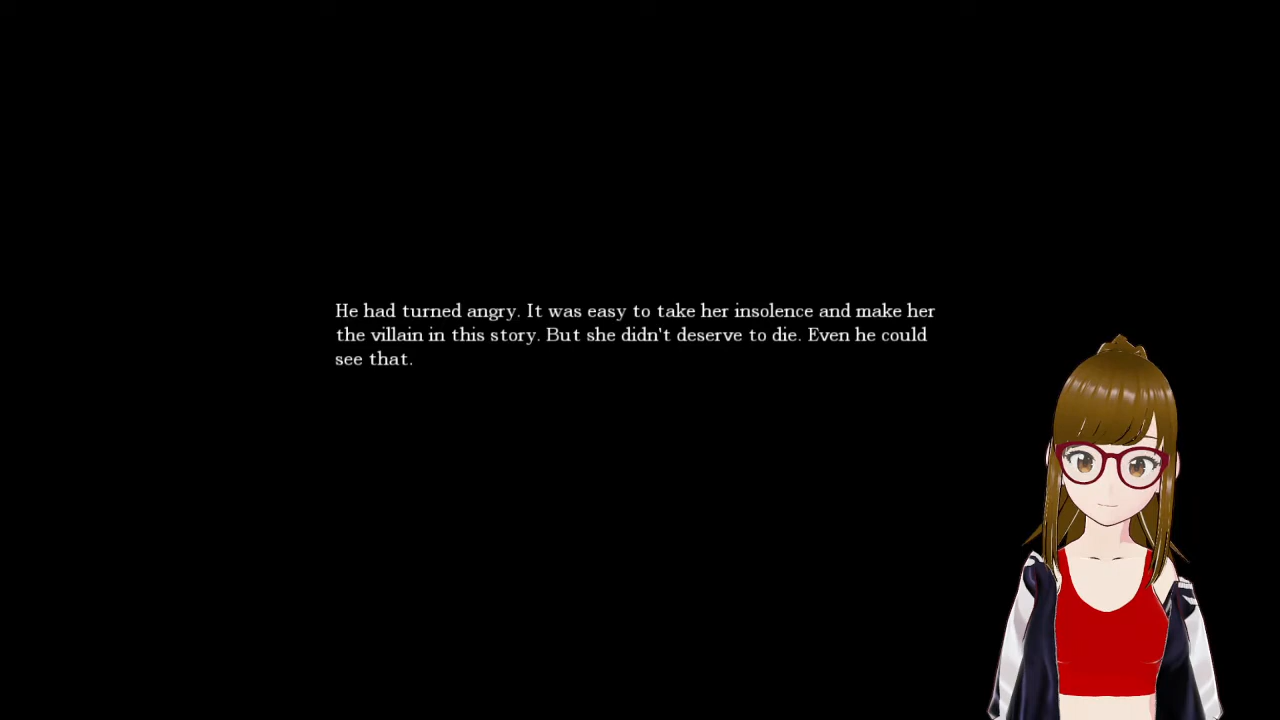 He had turned angry. It was easy to take her insolence and make her
the villain in this story. But she didn't deserve to die. Even he could
see that.